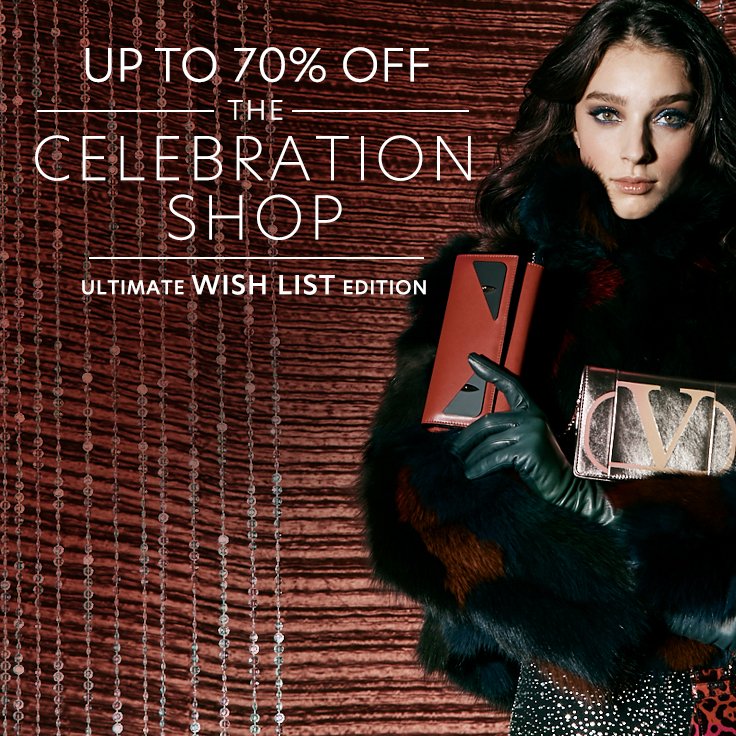 UP TO 70% OFF
THE
CELEBRATION
SHOP
ULTIMATE WISH LIST EDITION
V